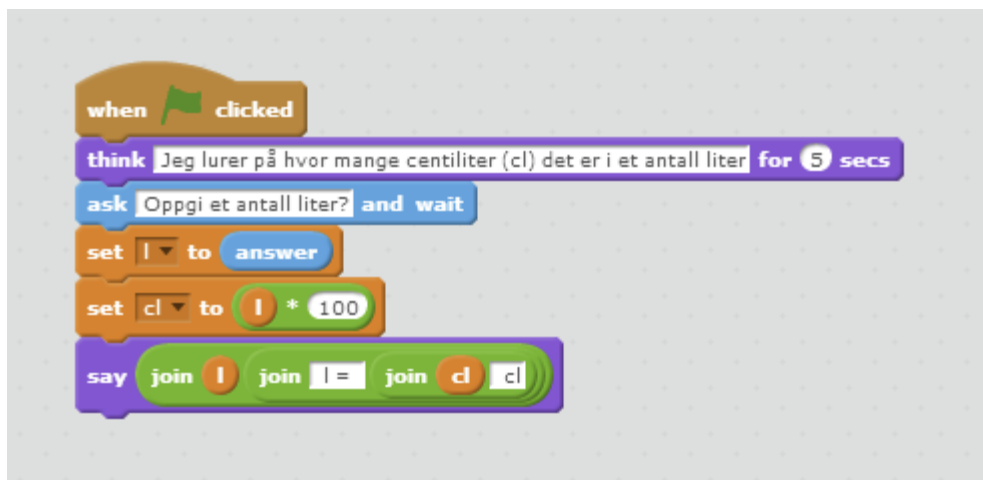 when clicked
think Jeg lurer på hvor mange centiliter (cl) det er i et antall liter for 5 secs
ask Oppgi et antall liter? and wait
set l to answer
set cl to l * 100
say join l join l = join cl cl